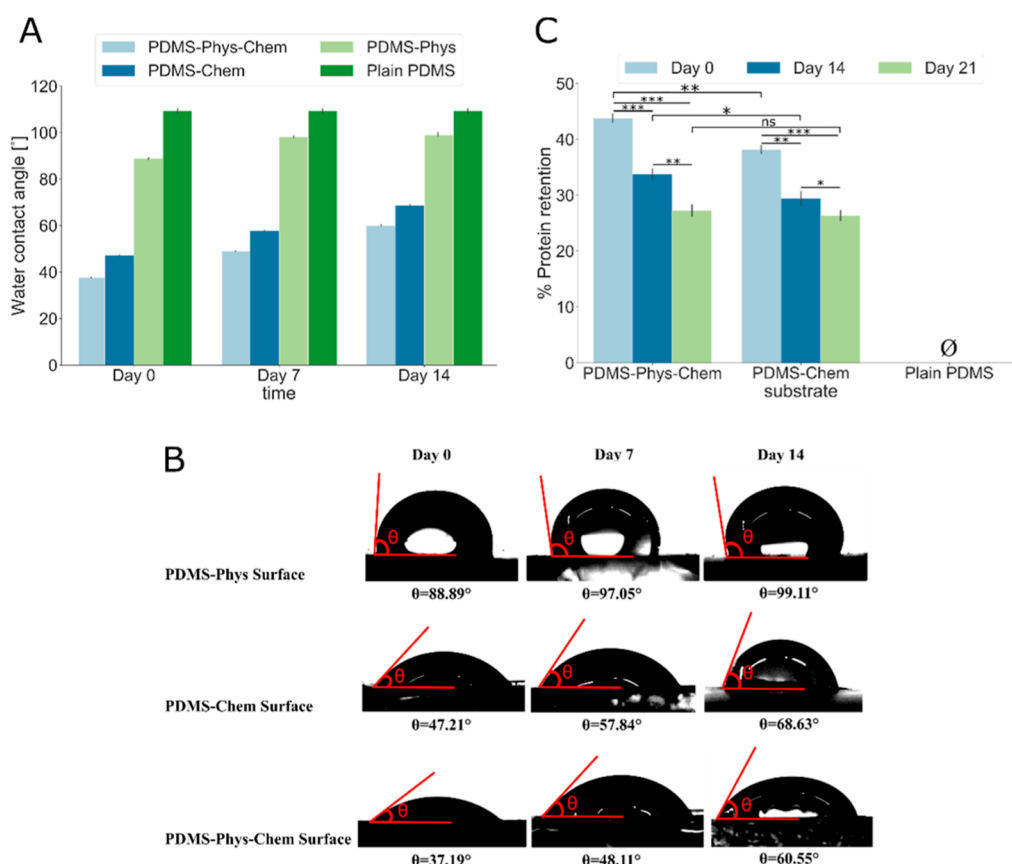 A
PDMS-Phys-Chem
PDMS-Phys
PDMS-Chem
Plain PDMS
Water contact angle [°]
120
100
80
60
40
20
0
Day 0
Day 7
Day 14
time
C
Day 0
Day 14
Day 21
% Protein retention
50
40
30
20
10
0
**
***
***
*
ns
***
**
**
*
Ø
PDMS-Phys-Chem
PDMS-Chem
Plain PDMS
substrate
B
Day 0
Day 7
Day 14
θ
θ
θ
PDMS-Phys Surface
θ=88.89°
θ=97.05°
θ=99.11°
θ
θ
θ
PDMS-Chem Surface
θ=47.21°
θ=57.84°
θ=68.63°
θ
θ
θ
PDMS-Phys-Chem Surface
θ=37.19°
θ=48.11°
θ=60.55°